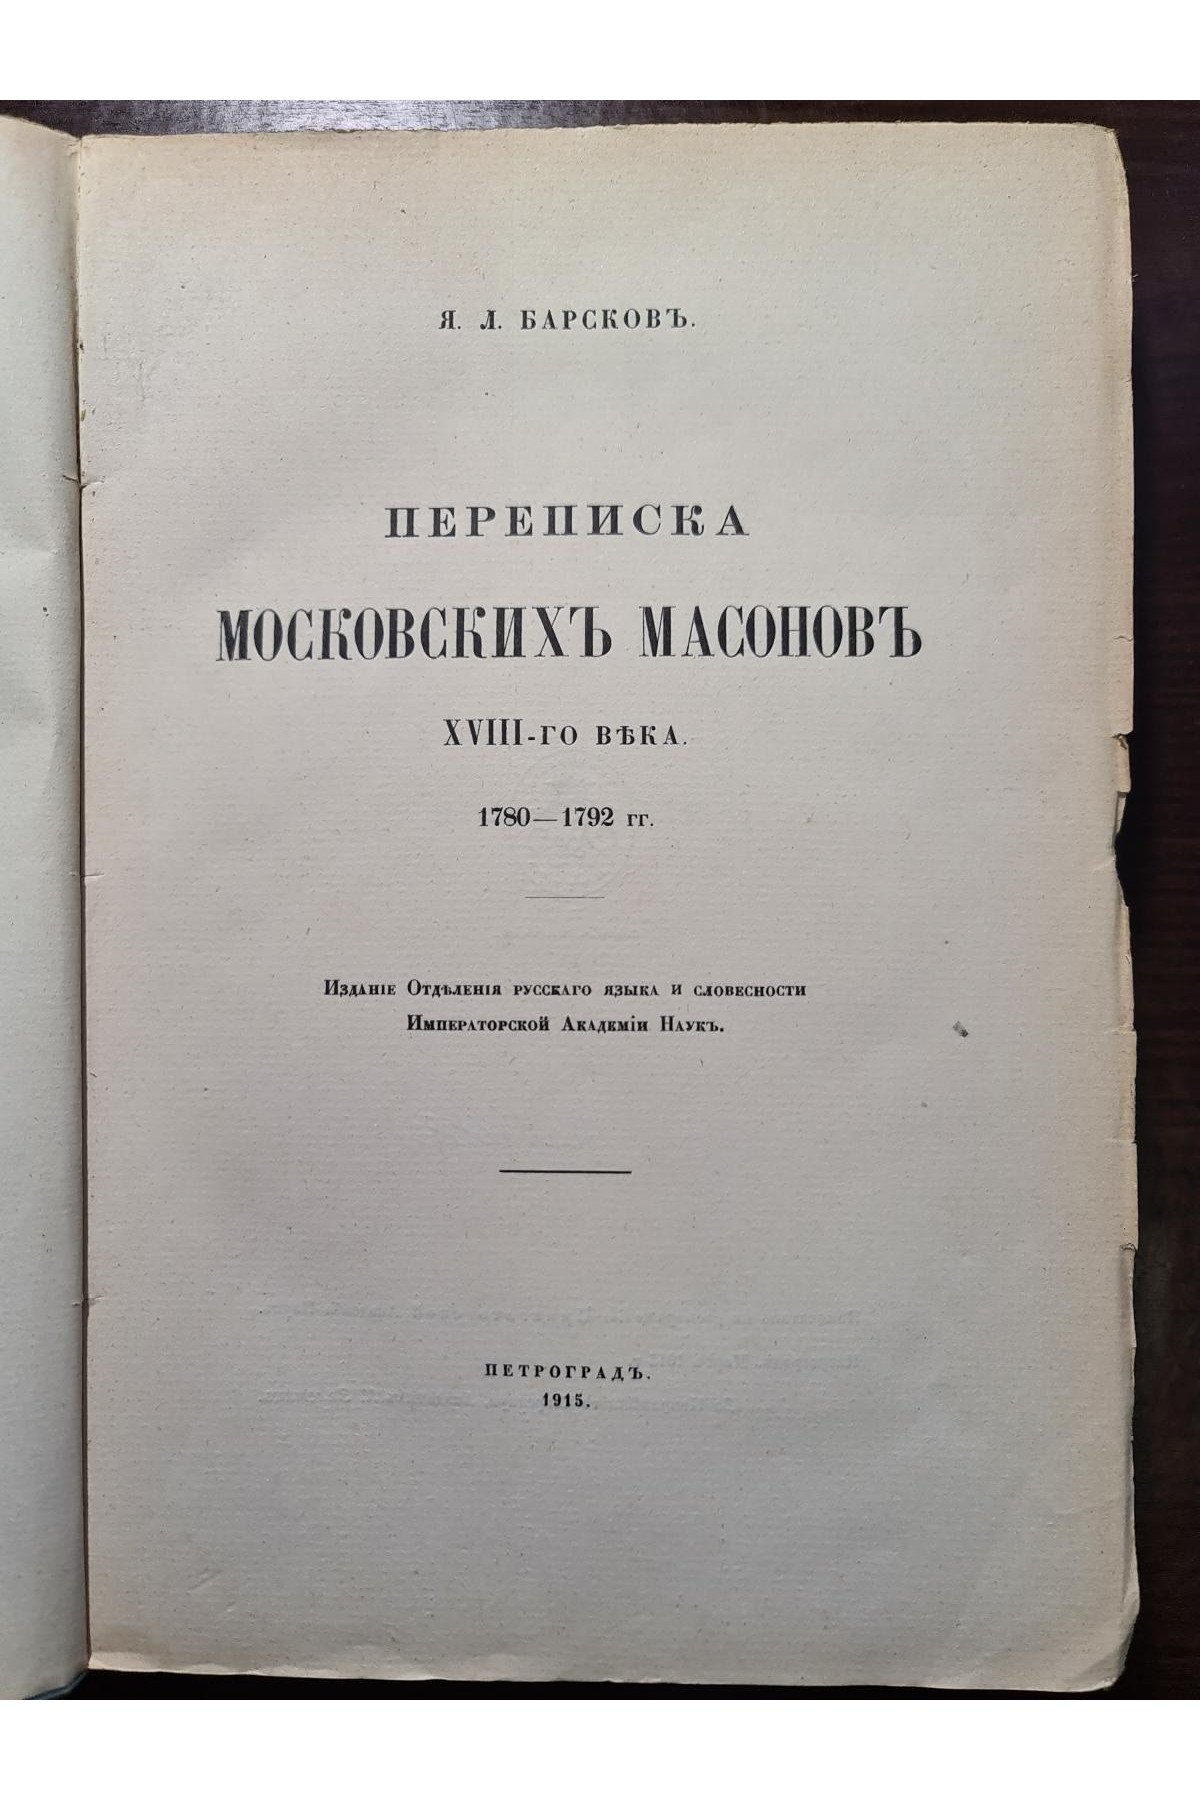 Я. Л. БАРСКОВЪ.
ПЕРЕПИСКА
МОСКОВСКИХЪ МАСОНОВЪ
XVIII-ГО ВѢКА.
1780—1792 гг.
Изданіе Отдѣленія русскаго языка и словесности
Императорской Академіи Наукъ.
ПЕТРОГРАДЪ.
1915.